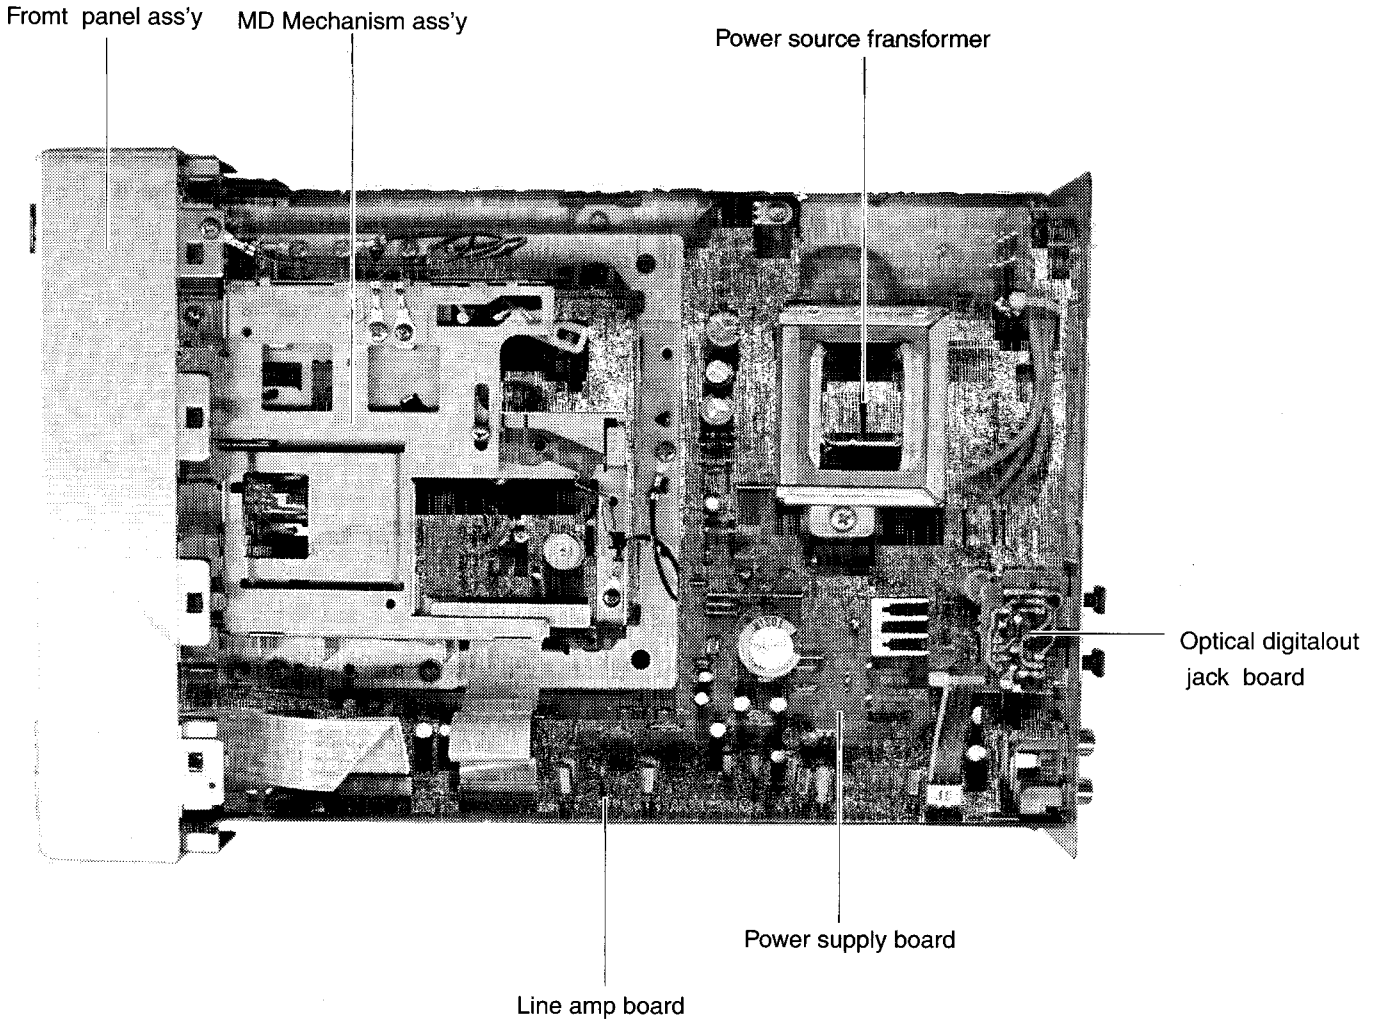 Fromt panel ass'y
MD Mechanism ass'y
Power source fransformer
Optical digitalout
jack board
Power supply board
Line amp board